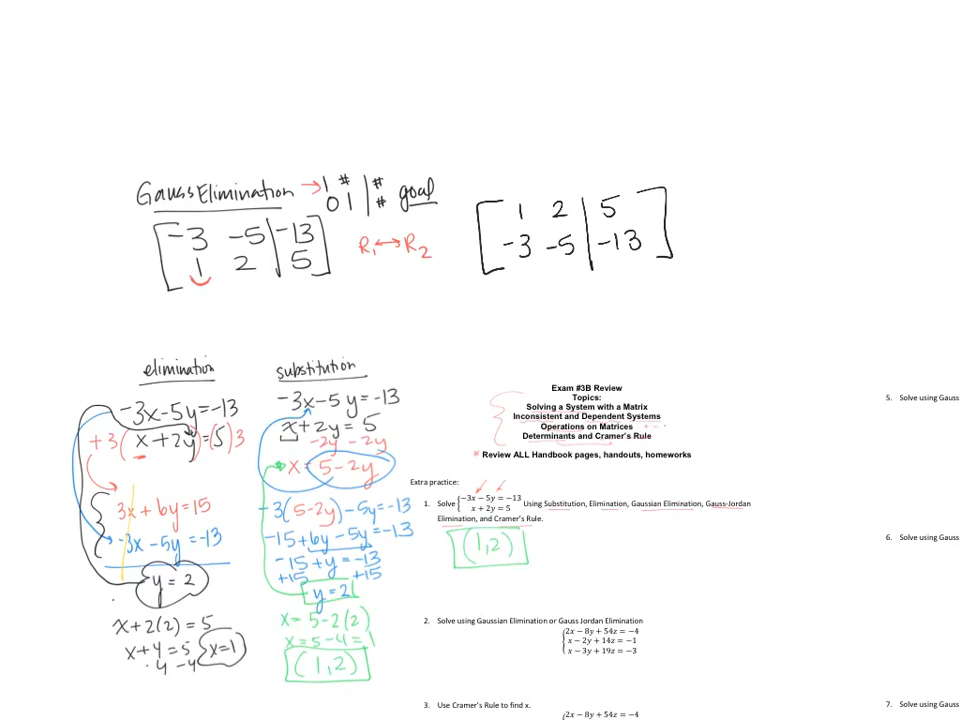 Gauss Elimination → 1 # | # goal
0 1 | #
-3 -5 | -13
1 2 | 5
R₁ ↔ R₂
1 2 | 5
-3 -5 | -13
elimination
-3x-5y=-13
+3(x+2y)=(5)3
3x+6y=15
-3x-5y=-13
y=2
x+2(2)=5
x+4=5
-4 -4
x=1
substitution
-3x-5y=-13
x+2y=5
-2y -2y
x=5-2y
-3(5-2y)-5y=-13
-15+6y-5y=-13
-15+y=-13
+15 +15
y=2
x=5-2(2)
x=5-4=1
(1,2)
Exam #3B Review
Topics:
Solving a System with a Matrix
Inconsistent and Dependent Systems
Operations on Matrices + - ·
Determinants and Cramer's Rule
* Review ALL Handbook pages, handouts, homeworks
Extra practice:
1. Solve {−3x − 5y = −13
x + 2y = 5 Using Substitution, Elimination, Gaussian Elimination, Gauss-Jordan
Elimination, and Cramer's Rule.
(1,2)
2. Solve using Gaussian Elimination or Gauss Jordan Elimination
{2x − 8y + 54z = −4
x − 2y + 14z = −1
x − 3y + 19z = −3
3. Use Cramer's Rule to find x.
{2x − 8y + 54z = −4
5. Solve using Gauss
6. Solve using Gauss
7. Solve using Gauss